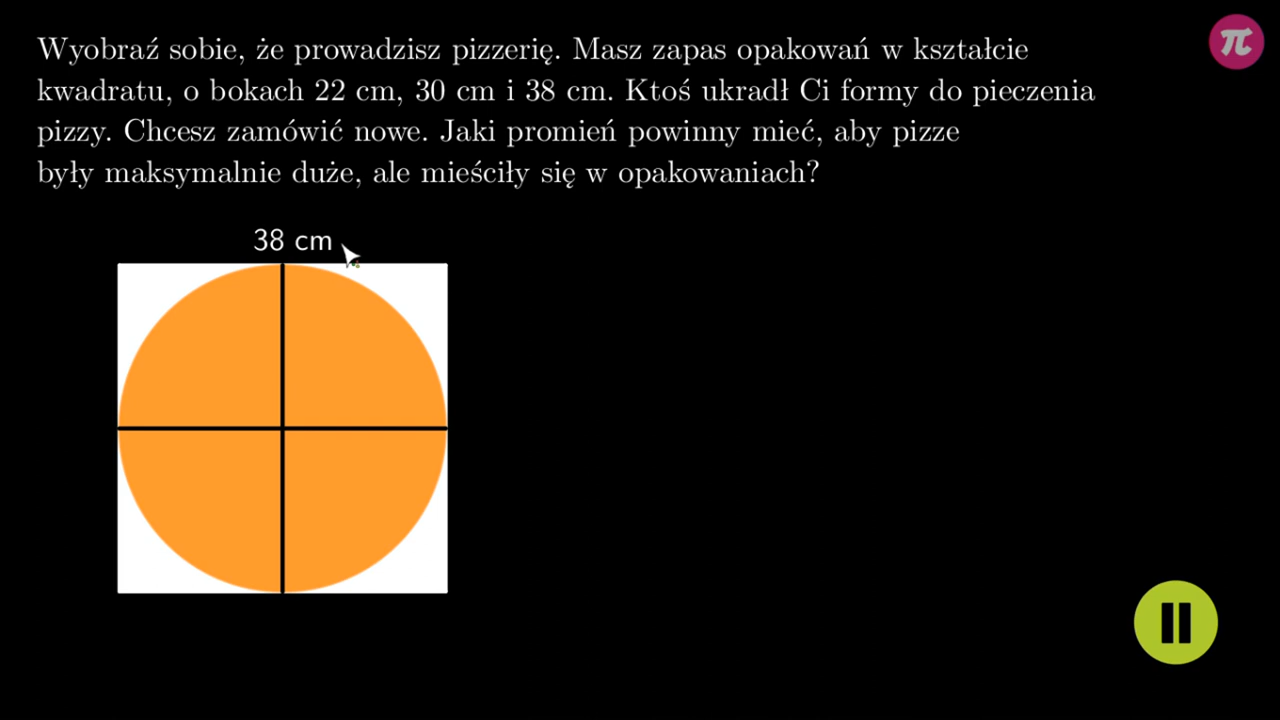 Wyobraź sobie, że prowadzisz pizzerię. Masz zapas opakowań w kształcie
kwadratu, o bokach 22 cm, 30 cm i 38 cm. Ktoś ukradł Ci formy do pieczenia
pizzy. Chcesz zamówić nowe. Jaki promień powinny mieć, aby pizze
były maksymalnie duże, ale mieściły się w opakowaniach?
38 cm
π